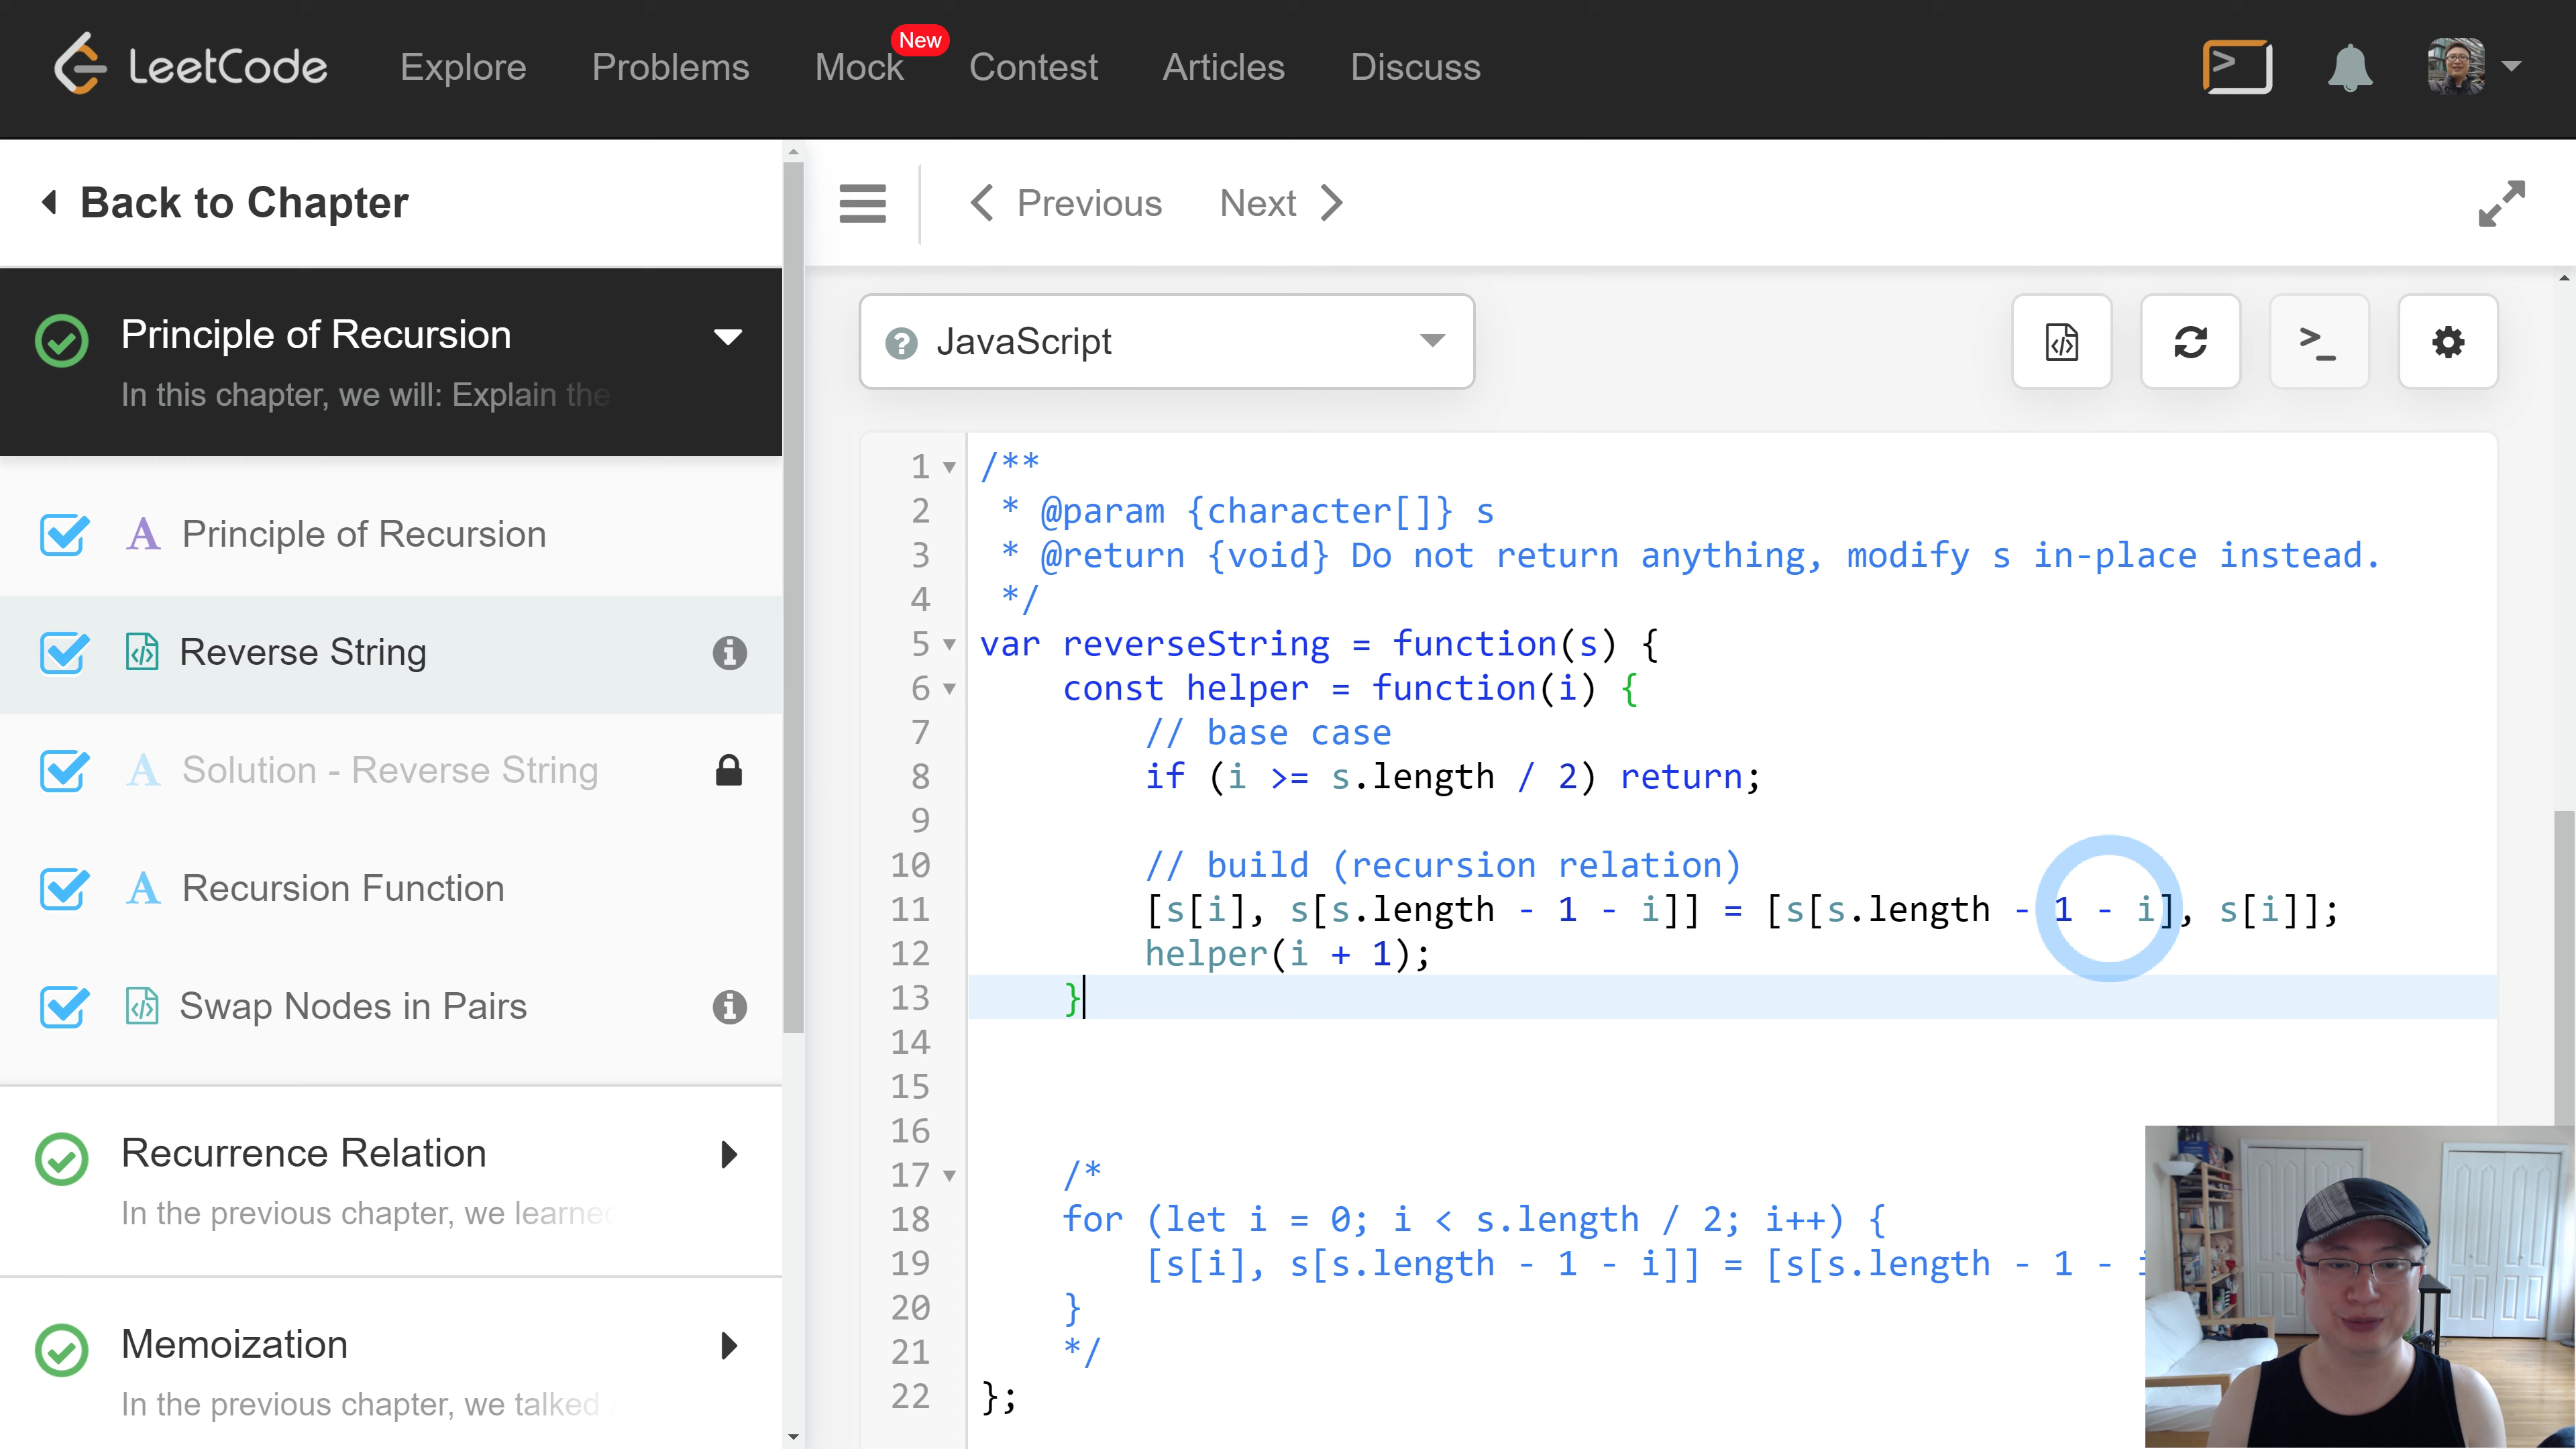 LeetCode
Explore
Problems
Mock
New
Contest
Articles
Discuss
Back to Chapter
Principle of Recursion
In this chapter, we will: Explain the
Principle of Recursion
Reverse String
Solution - Reverse String
Recursion Function
Swap Nodes in Pairs
Recurrence Relation
In the previous chapter, we learned
Memoization
In the previous chapter, we talked
Previous
Next
JavaScript
1 /**
2 * @param {character[]} s
3 * @return {void} Do not return anything, modify s in-place instead.
4 */
5 var reverseString = function(s) {
6 const helper = function(i) {
7 // base case
8 if (i >= s.length / 2) return;
9
10 // build (recursion relation)
11 [s[i], s[s.length - 1 - i]] = [s[s.length - 1 - i], s[i]];
12 helper(i + 1);
13 }
14
15
16
17 /*
18 for (let i = 0; i < s.length / 2; i++) {
19 [s[i], s[s.length - 1 - i]] = [s[s.length - 1 - i
20 }
21 */
22 };